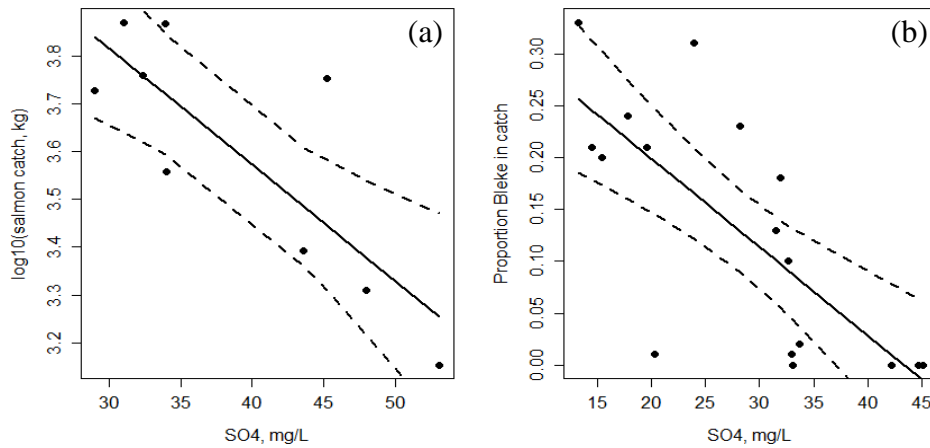 (a)
log10(salmon catch, kg)
3.8
3.7
3.6
3.5
3.4
3.3
3.2
30 35 40 45 50
SO4, mg/L
(b)
Proportion Bleke in catch
0.30
0.25
0.20
0.15
0.10
0.05
0.00
15 20 25 30 35 40 45
SO4, mg/L